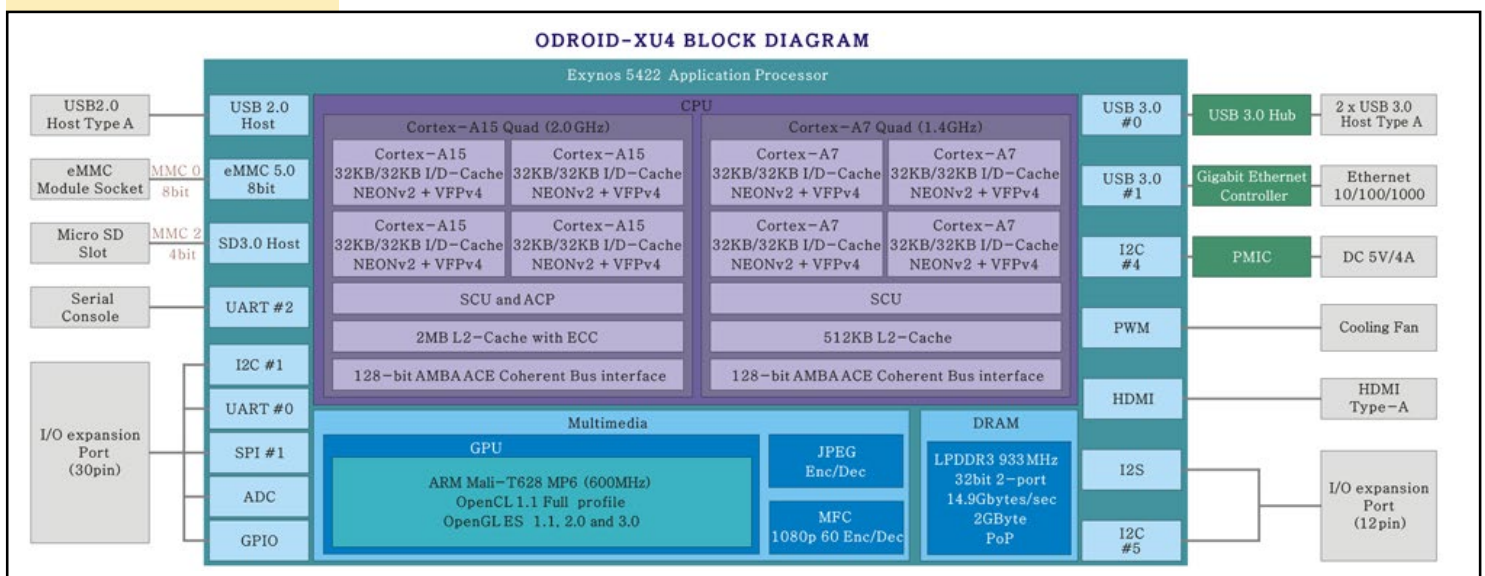 ODROID-XU4 BLOCK DIAGRAM
Exynos 5422 Application Processor
USB2.0
Host Type A
eMMC
Module Socket
MMC 0
8bit
Micro SD
Slot
MMC 2
4bit
Serial
Console
I/O expansion
Port
(30pin)
USB 2.0
Host
eMMC 5.0
8bit
SD3.0 Host
UART #2
I2C #1
UART #0
SPI #1
ADC
GPIO
CPU
Cortex-A15 Quad (2.0GHz)
Cortex-A15
32KB/32KB I/D-Cache
NEONv2 + VFPv4
Cortex-A15
32KB/32KB I/D-Cache
NEONv2 + VFPv4
Cortex-A15
32KB/32KB I/D-Cache
NEONv2 + VFPv4
Cortex-A15
32KB/32KB I/D-Cache
NEONv2 + VFPv4
SCU and ACP
2MB L2-Cache with ECC
128-bit AMBA ACE Coherent Bus interface
Cortex-A7 Quad (1.4GHz)
Cortex-A7
32KB/32KB I/D-Cache
NEONv2 + VFPv4
Cortex-A7
32KB/32KB I/D-Cache
NEONv2 + VFPv4
Cortex-A7
32KB/32KB I/D-Cache
NEONv2 + VFPv4
Cortex-A7
32KB/32KB I/D-Cache
NEONv2 + VFPv4
SCU
512KB L2-Cache
128-bit AMBA ACE Coherent Bus interface
Multimedia
GPU
ARM Mali-T628 MP6 (600MHz)
OpenCL 1.1 Full profile
OpenGL ES 1.1, 2.0 and 3.0
JPEG
Enc/Dec
MFC
1080p 60 Enc/Dec
DRAM
LPDDR3 933MHz
32bit 2-port
14.9Gbytes/sec
2GByte
PoP
USB 3.0
#0
USB 3.0
#1
I2C
#4
PWM
HDMI
I2S
I2C
#5
USB 3.0 Hub
Gigabit Ethernet
Controller
PMIC
2 x USB 3.0
Host Type A
Ethernet
10/100/1000
DC 5V/4A
Cooling Fan
HDMI
Type-A
I/O expansion
Port
(12pin)